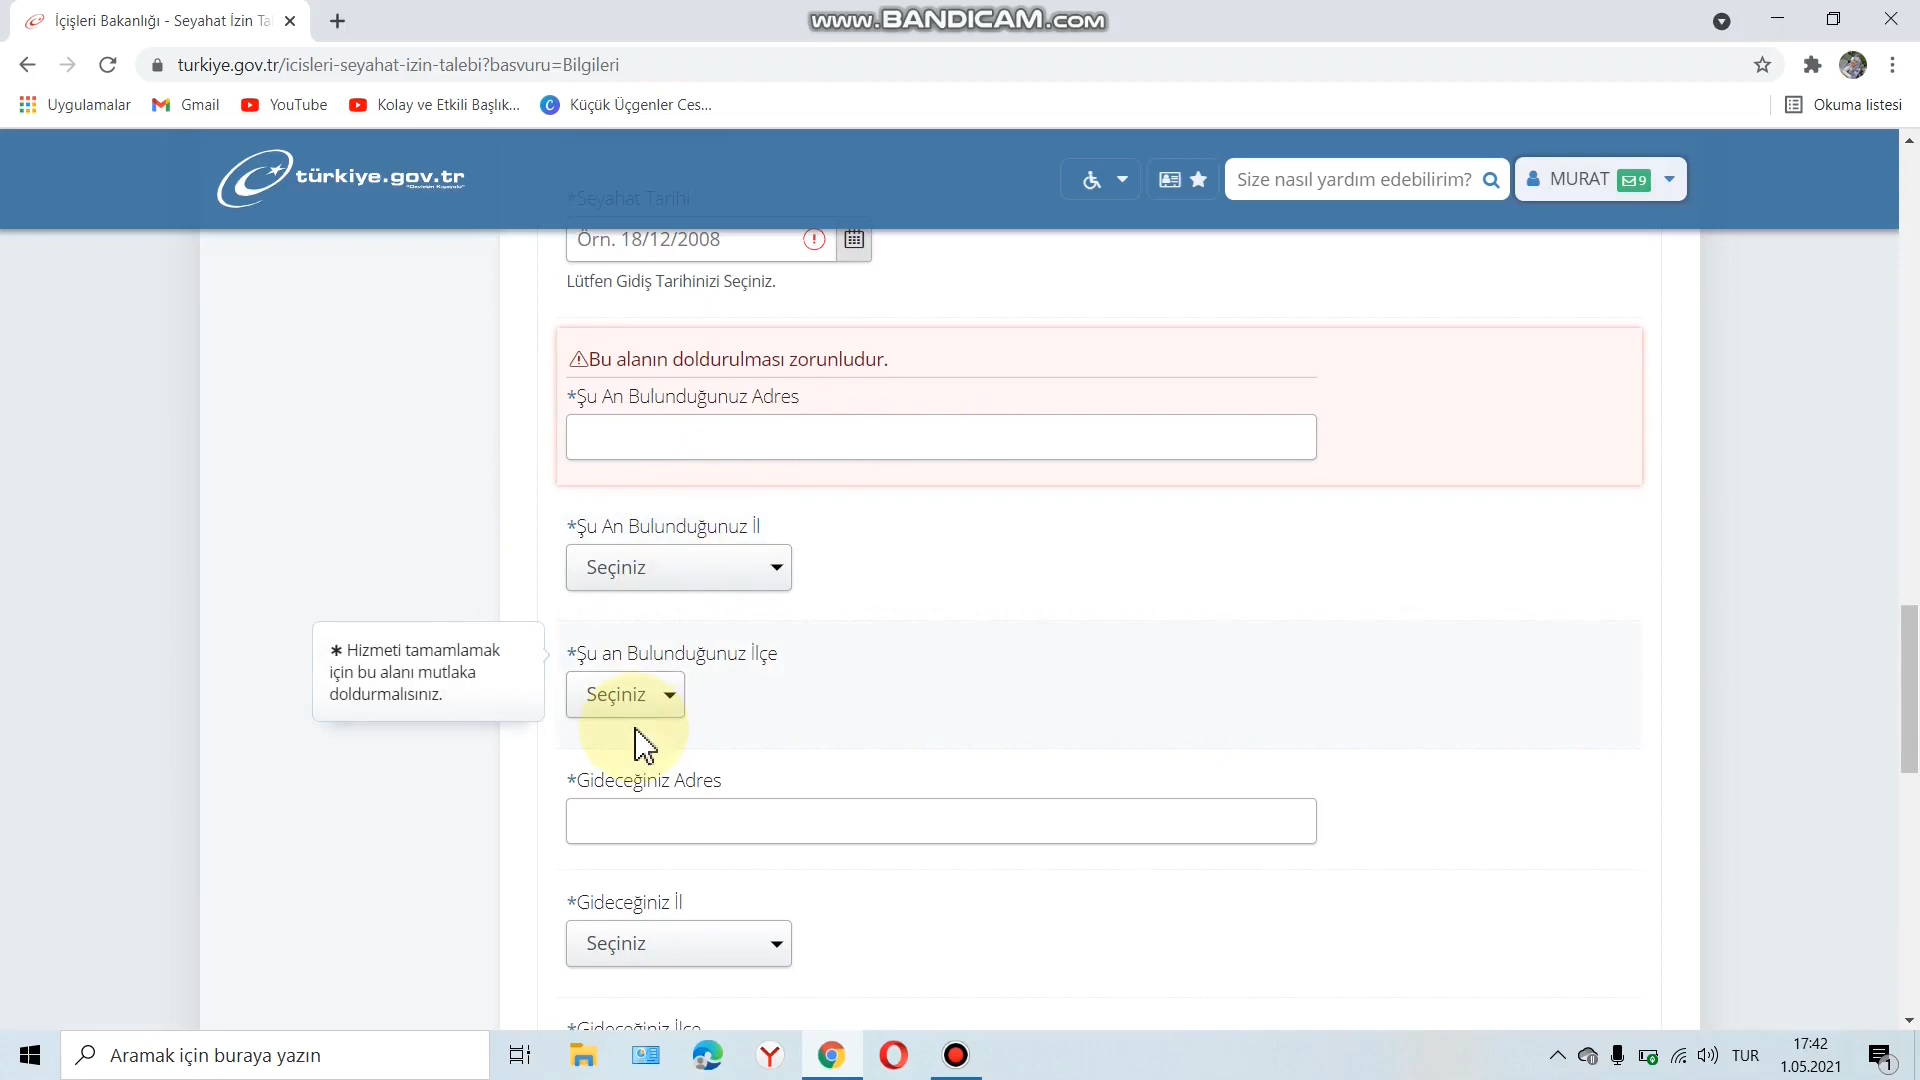 İçişleri Bakanlığı - Seyahat İzin Ta
www.BANDICAM.com
turkiye.gov.tr/icisleri-seyahat-izin-talebi?basvuru=Bilgileri
Uygulamalar
Gmail
YouTube
Kolay ve Etkili Başlık...
Küçük Üçgenler Ces...
Okuma listesi
türkiye.gov.tr
Size nasıl yardım edebilirim?
MURAT 9
*Seyahat Tarihi
Örn. 18/12/2008
Lütfen Gidiş Tarihinizi Seçiniz.
Bu alanın doldurulması zorunludur.
*Şu An Bulunduğunuz Adres
*Şu An Bulunduğunuz İl
Seçiniz
* Hizmeti tamamlamak
için bu alanı mutlaka
doldurmalısınız.
*Şu an Bulunduğunuz İlçe
Seçiniz
*Gideceğiniz Adres
*Gideceğiniz İl
Seçiniz
*Gideceğiniz İlçe
Aramak için buraya yazın
TUR
17:42
1.05.2021
1